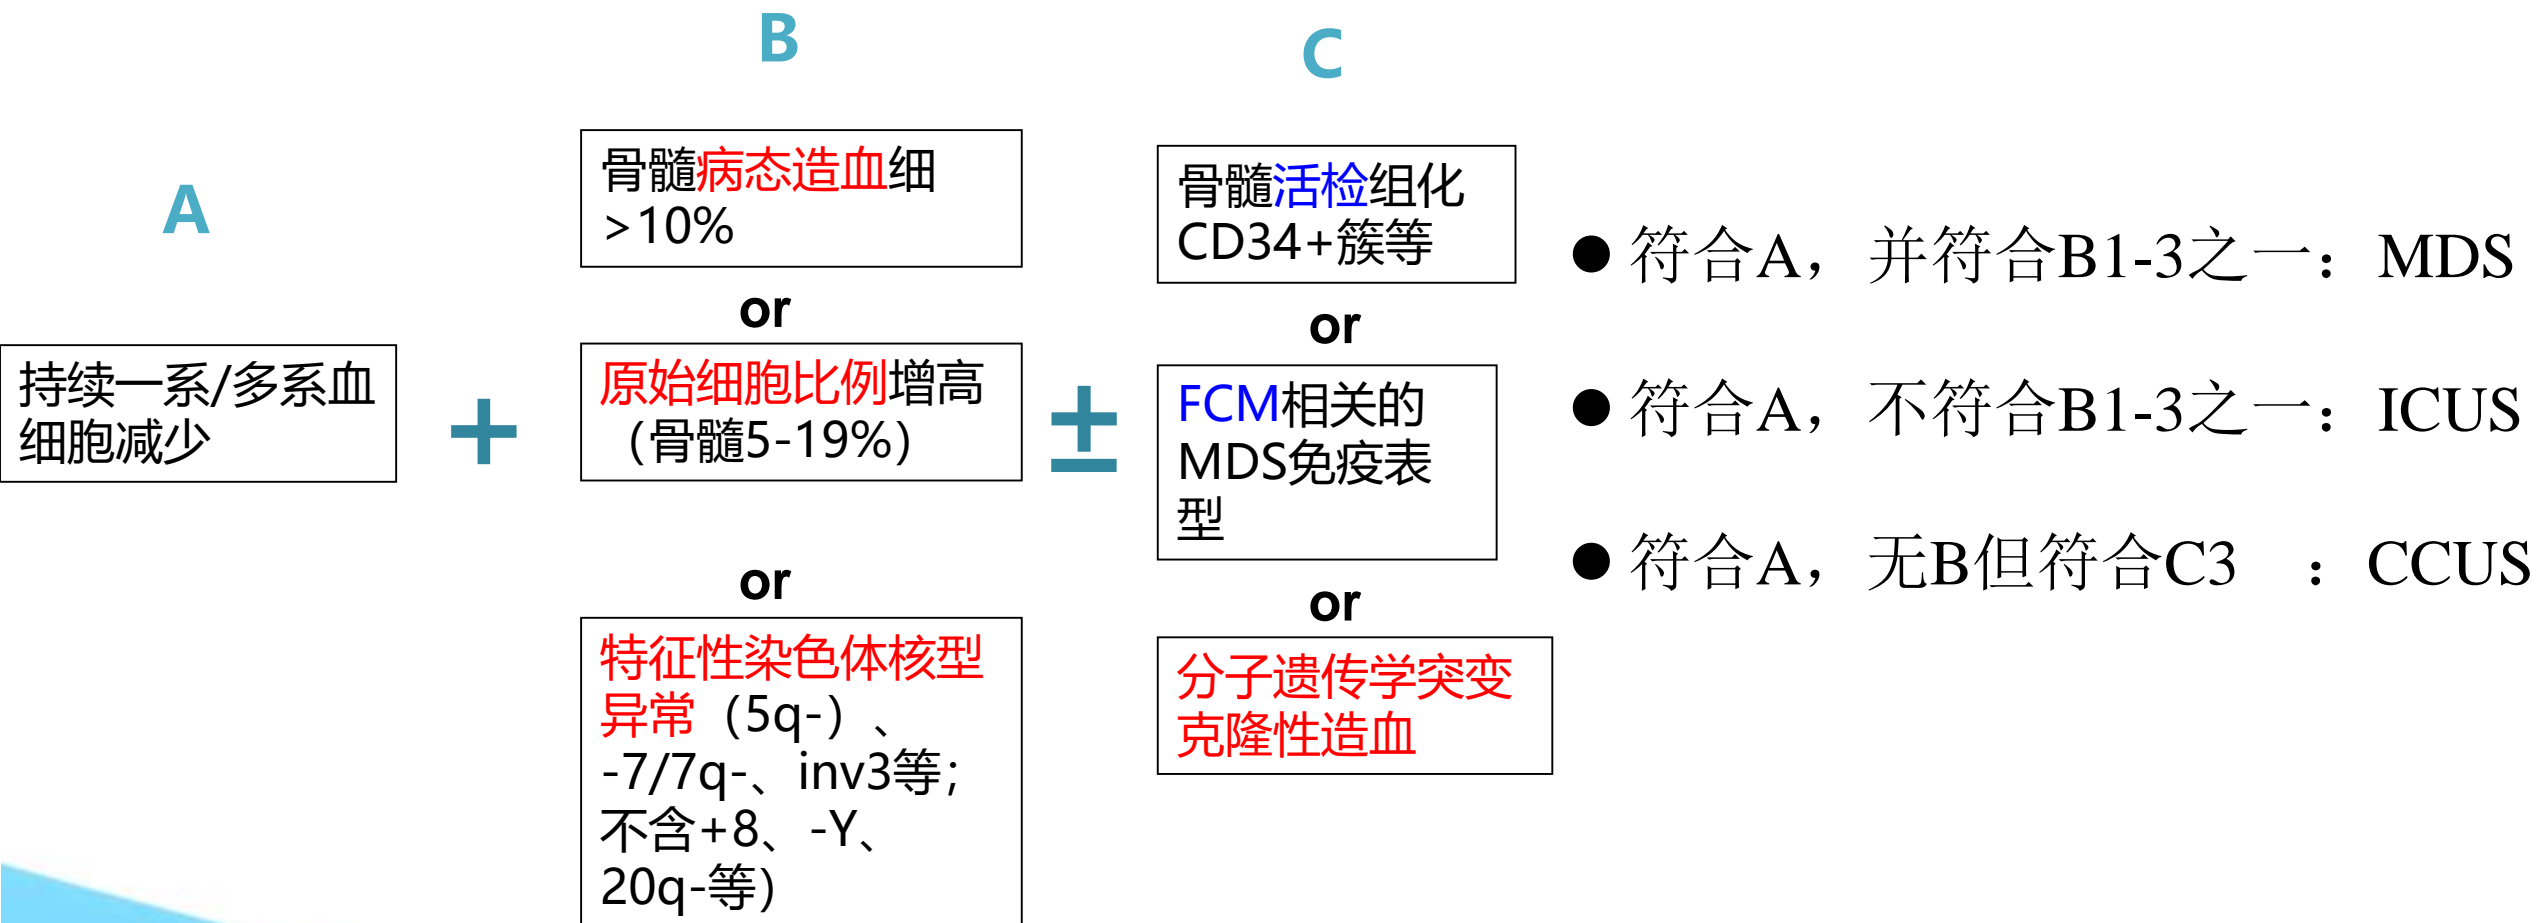 A
持续一系/多系血
细胞减少
+
B
骨髓病态造血细
>10%
or
原始细胞比例增高
（骨髓5-19%）
or
特征性染色体核型
异常（5q-）、
-7/7q-、inv3等；
不含+8、-Y、
20q-等）
±
C
骨髓活检组化
CD34+簇等
or
FCM相关的
MDS免疫表
型
or
分子遗传学突变
克隆性造血
● 符合A，并符合B1-3之一：MDS
● 符合A，不符合B1-3之一：ICUS
● 符合A，无B但符合C3 ：CCUS